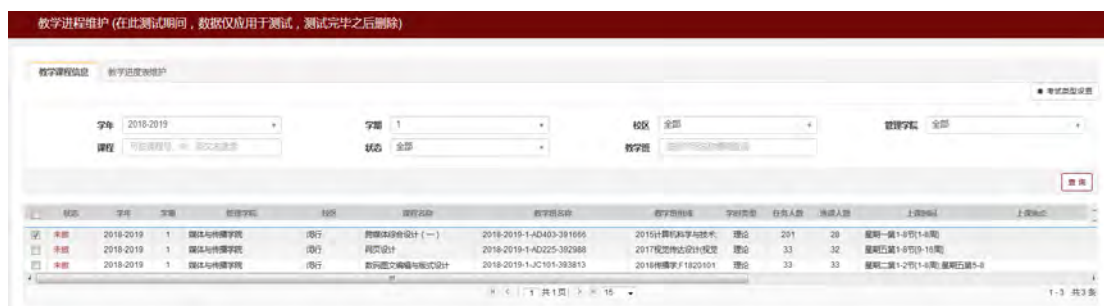 教学进程维护 (在此测试期间，数据仅应用于测试，测试完毕之后删除)
教学课程信息 教学进度表维护
■ 考试类型设置
学年 2018-2019 学期 1 校区 全部 管理学院 全部
课程 状态 全部 教学班
查 询
状态 学年 学期 管理学院 校区 课程名称 教学班名称 教学班组成 学时类型 任务人数 选课人数 上课时间 上课地点
未做 2018-2019 1 媒体与传播学院 闵行 跨媒体综合设计 (一) 2018-2019-1-AD403-381666 2015计算机科学与技术; 理论 201 28 星期一第1-8节(1-8周)
未做 2018-2019 1 媒体与传播学院 闵行 网页设计 2018-2019-1-AD225-382988 2017视觉传达设计(视觉 理论 33 32 星期五第1-8节(9-16周)
未做 2018-2019 1 媒体与传播学院 闵行 数码图文编辑与版式设计 2018-2019-1-JC101-383813 2018传播学;F1820101 理论 33 33 星期二第1-2节(1-8周);星期五第5-8
1 共1页 15 1 - 3 共3条